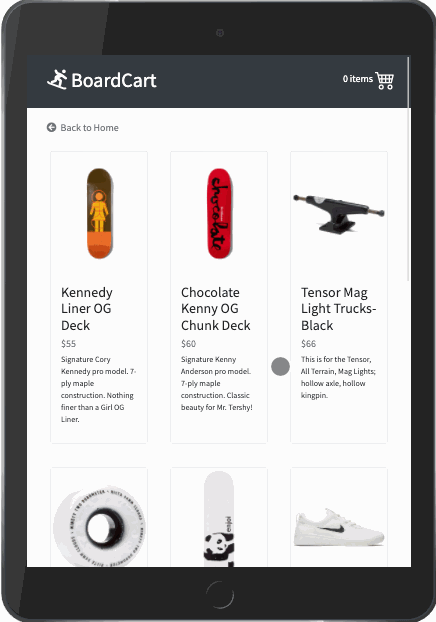 BoardCart
0 items
Back to Home
Kennedy
Liner OG
Deck
$55
Signature Cory
Kennedy pro model. 7-
ply maple
construction. Nothing
finer than a Girl OG
Liner.
chocolate
Chocolate
Kenny OG
Chunk Deck
$60
Signature Kenny
Anderson pro model.
7-ply maple
construction. Classic
beauty for Mr. Tershy!
Tensor Mag
Light Trucks-
Black
$66
This is for the Tensor,
All Terrain, Mag Lights;
hollow axle, hollow
kingpin.
enjoi